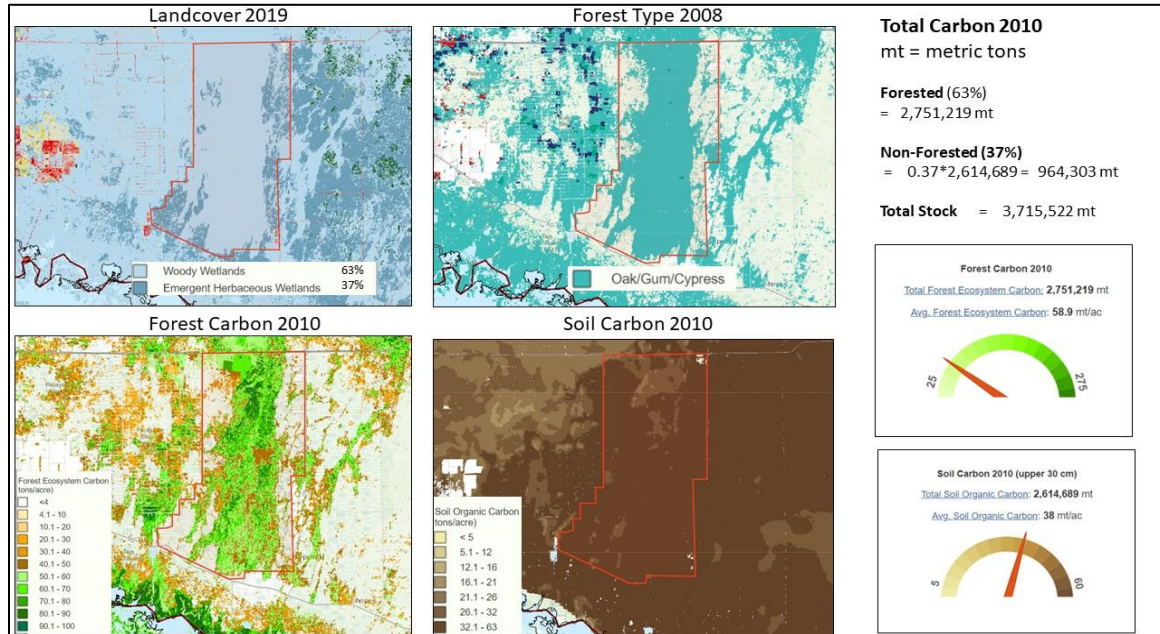 Landcover 2019
Woody Wetlands 63%
Emergent Herbaceous Wetlands 37%
Forest Type 2008
Oak/Gum/Cypress
Forest Carbon 2010
Forest Ecosystem Carbon
tons/acre)
<4
4.1 - 10
10.1 - 20
20.1 - 30
30.1 - 40
40.1 - 50
50.1 - 60
60.1 - 70
70.1 - 80
80.1 - 90
90.1 - 100
Soil Carbon 2010
Soil Organic Carbon
tons/acre)
< 5
5.1 - 12
12.1 - 16
16.1 - 21
21.1 - 26
26.1 - 32
32.1 - 63
Total Carbon 2010
mt = metric tons
Forested (63%)
= 2,751,219 mt
Non-Forested (37%)
= 0.37*2,614,689 = 964,303 mt
Total Stock = 3,715,522 mt
Forest Carbon 2010
Total Forest Ecosystem Carbon: 2,751,219 mt
Avg. Forest Ecosystem Carbon: 58.9 mt/ac
25
275
Soil Carbon 2010 (upper 30 cm)
Total Soil Organic Carbon: 2,614,689 mt
Avg. Soil Organic Carbon: 38 mt/ac
5
60